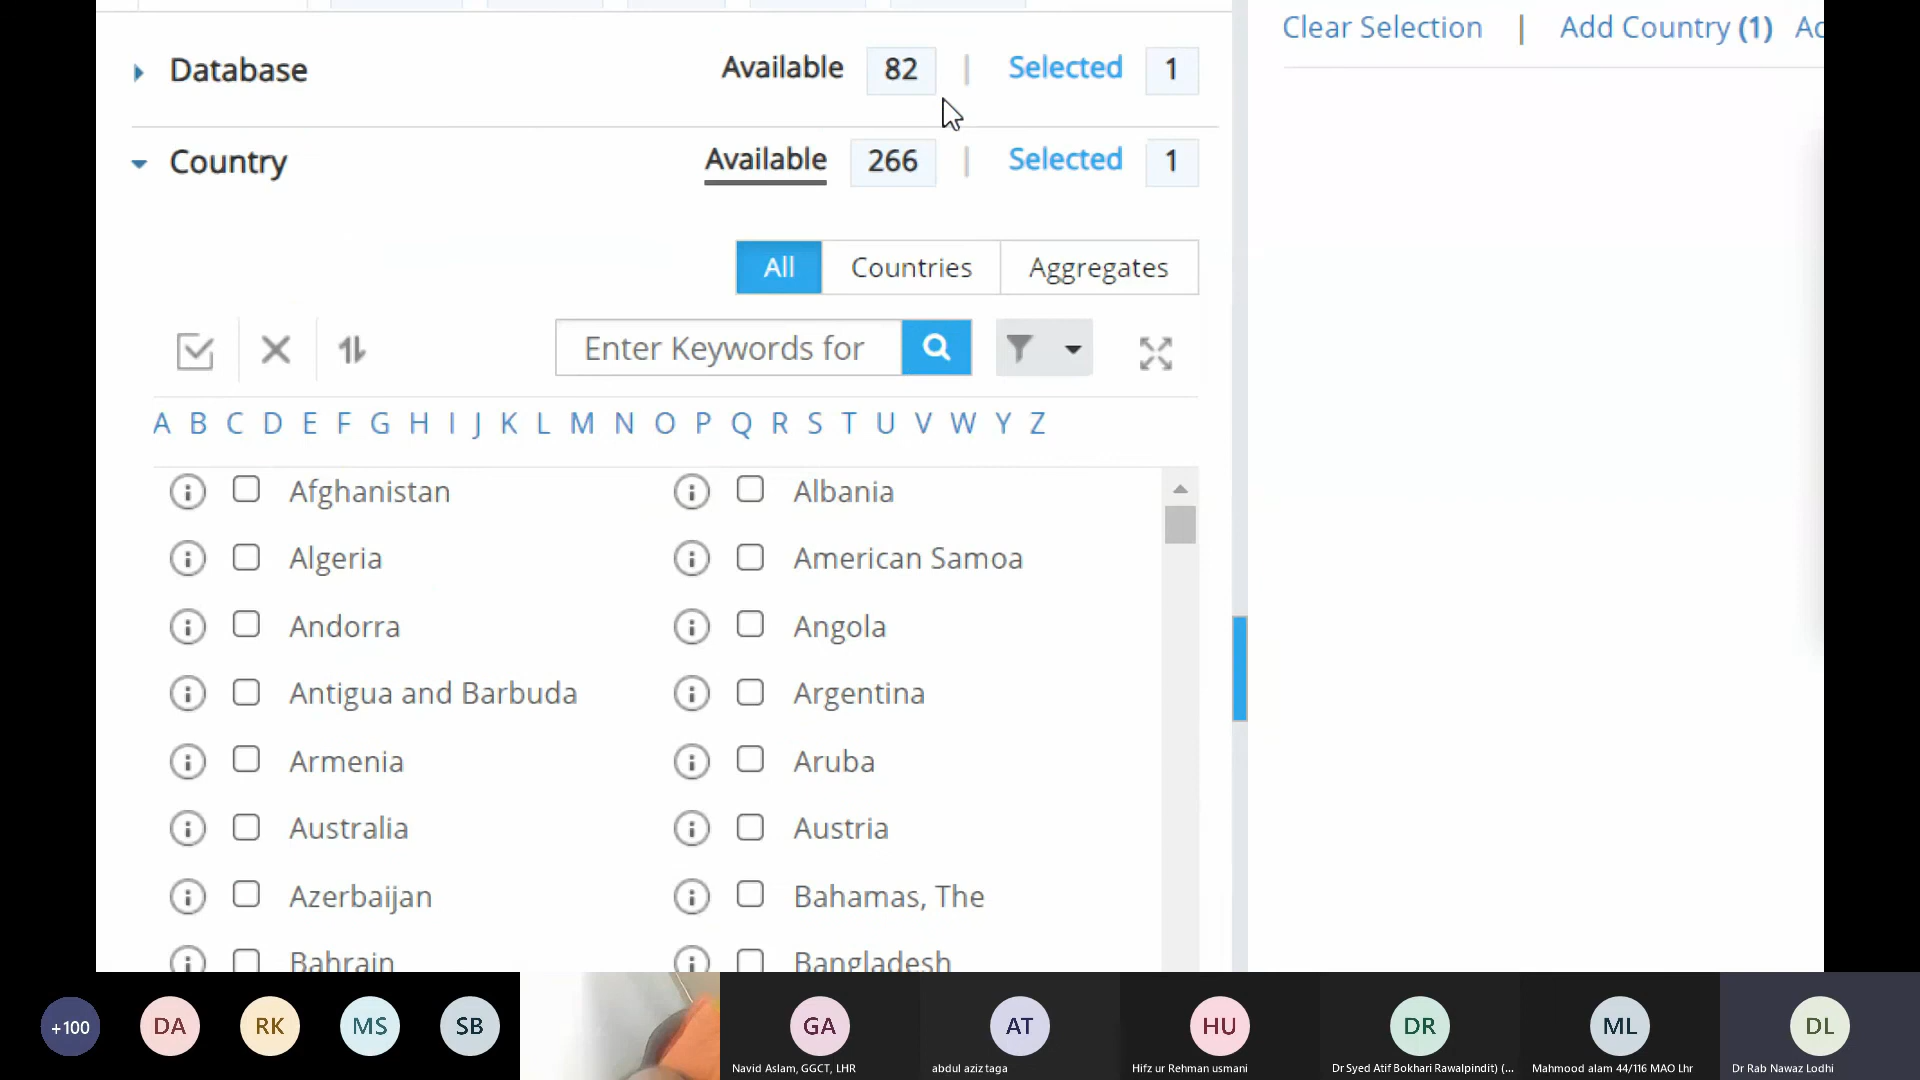 Clear Selection | Add Country (1) Ac
Database Available 82 | Selected 1
Country Available 266 | Selected 1
All Countries Aggregates
Enter Keywords for
A B C D E F G H I J K L M N O P Q R S T U V W Y Z
Afghanistan Albania
Algeria American Samoa
Andorra Angola
Antigua and Barbuda Argentina
Armenia Aruba
Australia Austria
Azerbaijan Bahamas, The
Bahrain Bangladesh
+100 DA RK MS SB GA AT HU DR ML DL
Navid Aslam, GGCT, LHR abdul aziz taga Hifz ur Rehman usmani Dr Syed Atif Bokhari Rawalpindit) (... Mahmood alam 44/116 MAO Lhr Dr Rab Nawaz Lodhi